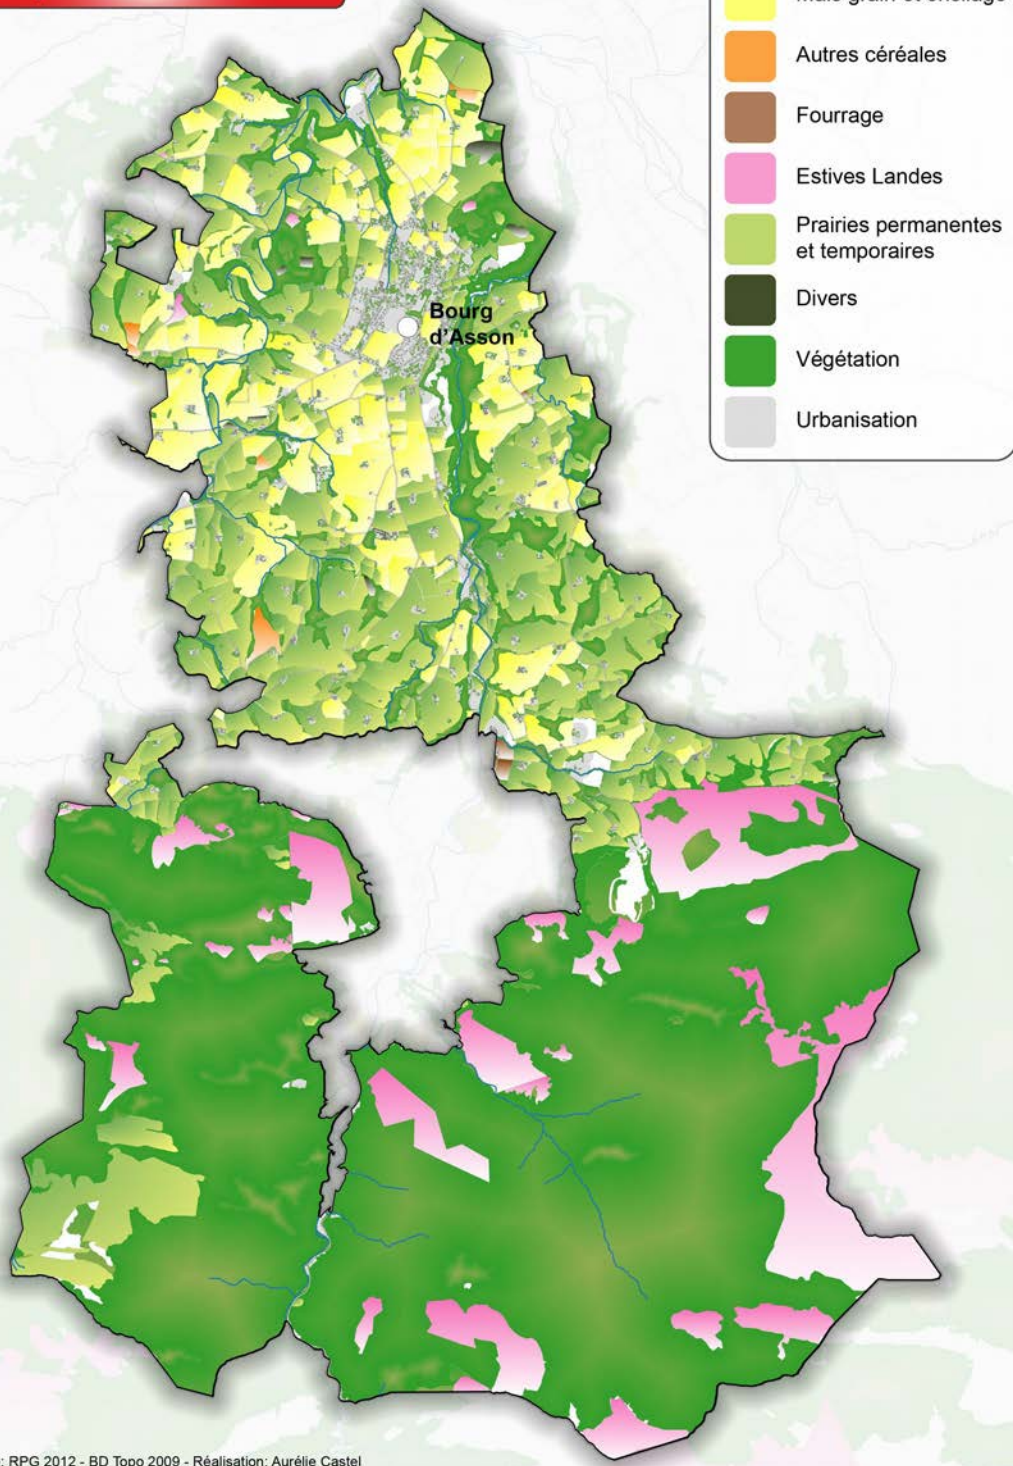 Autres céréales
Fourrage
Estives Landes
Prairies permanentes
et temporaires
Divers
Végétation
Urbanisation
Bourg
d'Asson
: RPG 2012 - BD Topo 2009 - Réalisation: Aurélie Castel